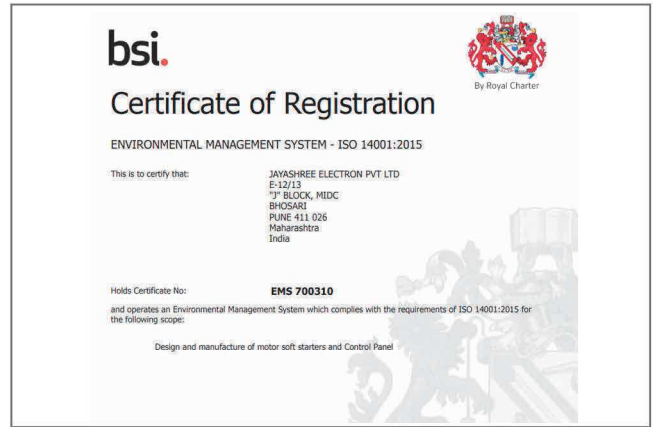 bsi.
By Royal Charter
Certificate of Registration
ENVIRONMENTAL MANAGEMENT SYSTEM - ISO 14001:2015
This is to certify that:
JAYASHREE ELECTRON PVT LTD
E-12/13
"J" BLOCK, MIDC
BHOSARI
PUNE 411 026
Maharashtra
India
Holds Certificate No:
EMS 700310
and operates an Environmental Management System which complies with the requirements of ISO 14001:2015 for
the following scope:
Design and manufacture of motor soft starters and Control Panel